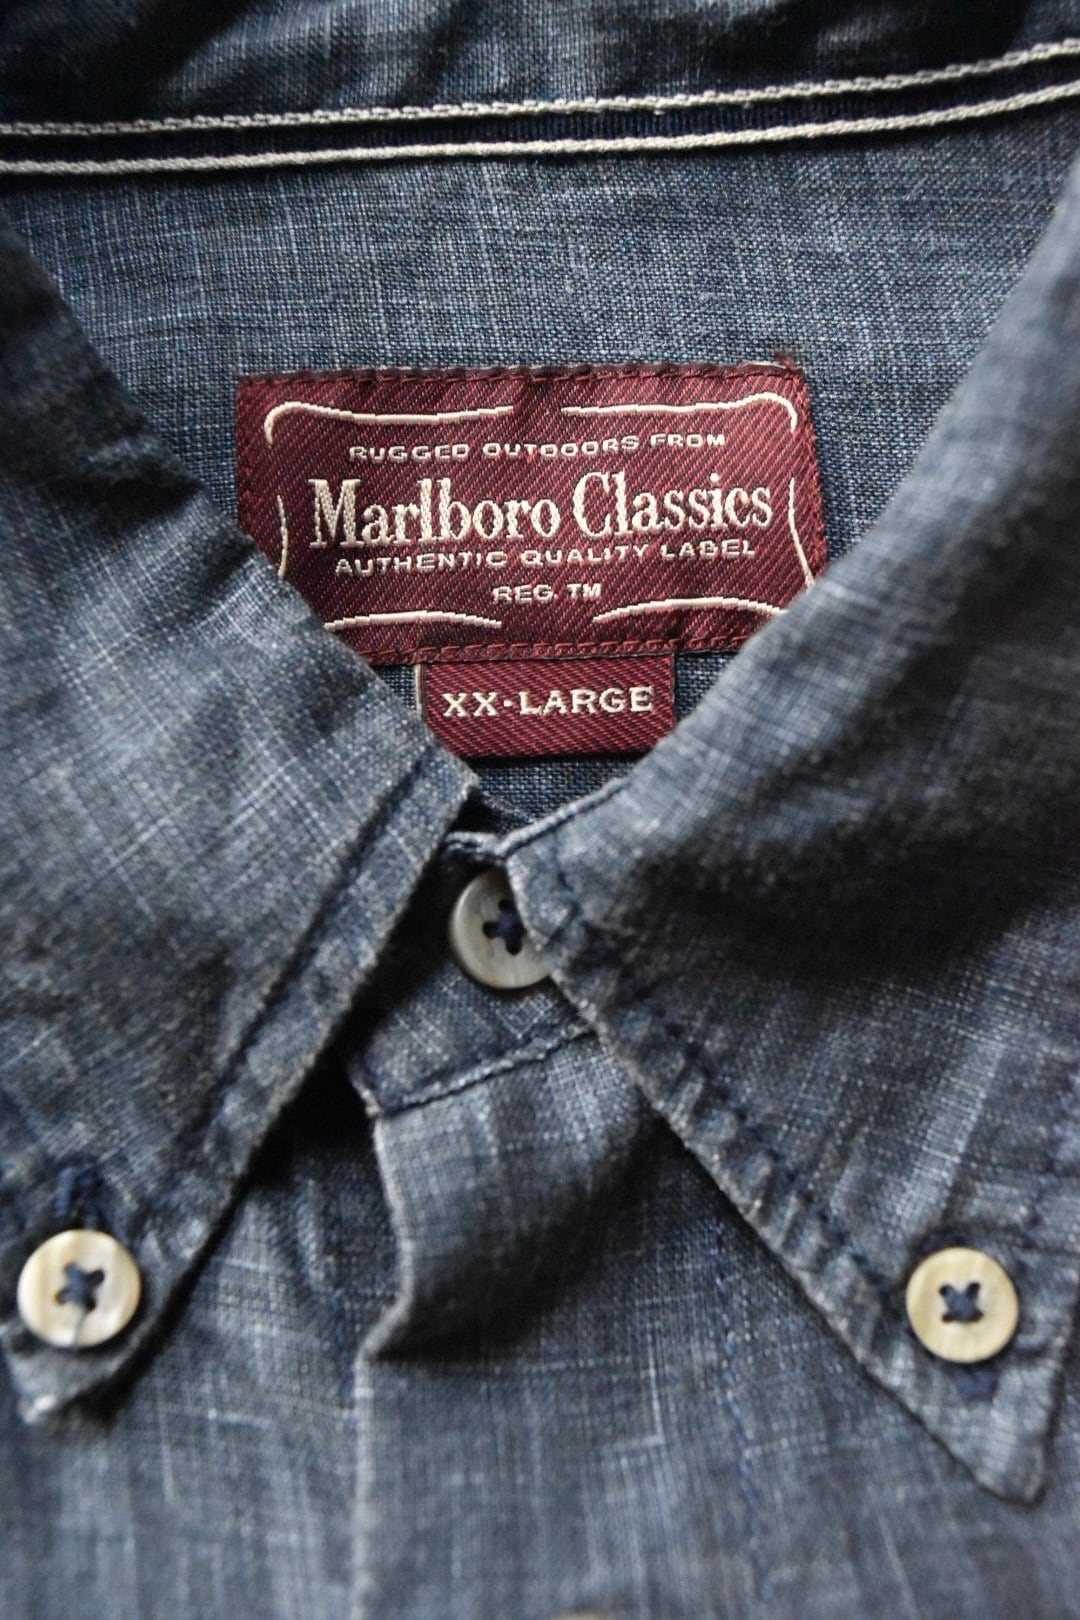 RUGGED OUTDOORS FROM
Marlboro Classics
AUTHENTIC QUALITY LABEL
REG. TM
XX-LARGE